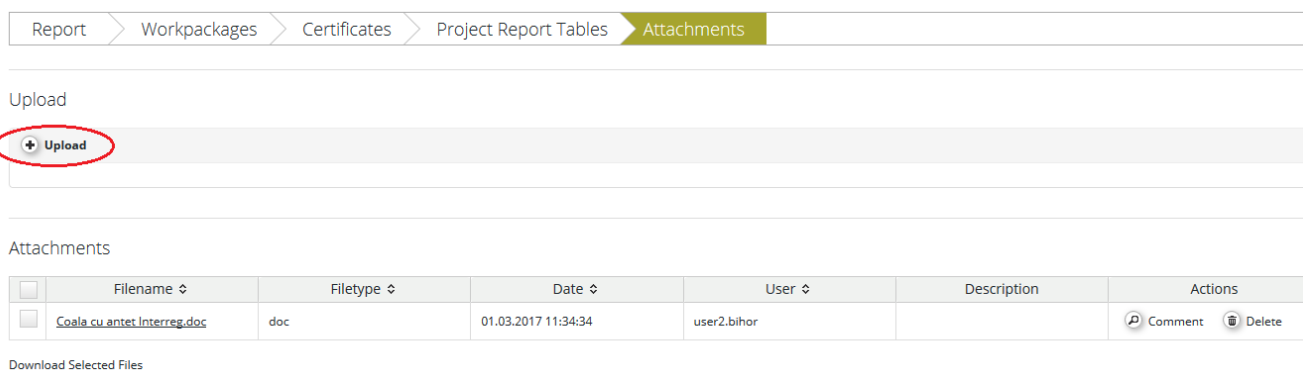 Report Workpackages Certificates Project Report Tables Attachments
Upload
Upload
Attachments
Filename Filetype Date User Description Actions
Coala cu antet Interreg.doc doc 01.03.2017 11:34:34 user2.bihor Comment Delete
Download Selected Files